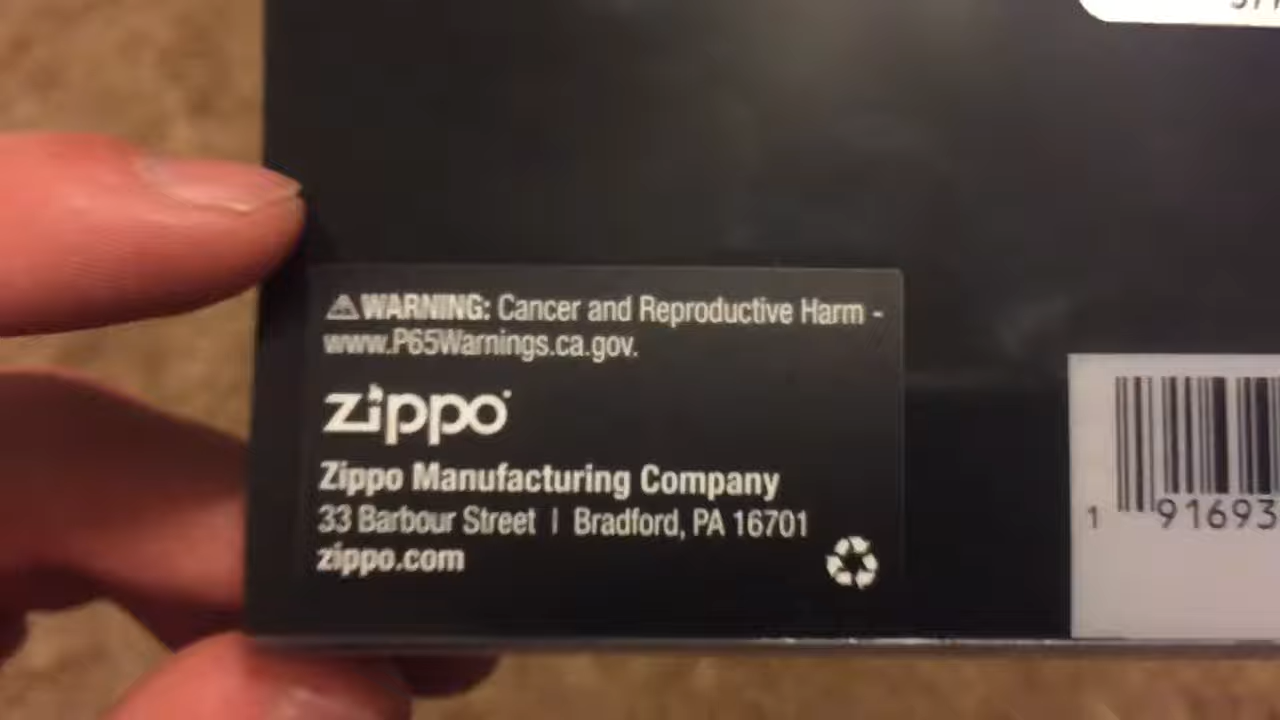 ⚠WARNING: Cancer and Reproductive Harm -
www.P65Warnings.ca.gov.
zippo
Zippo Manufacturing Company
33 Barbour Street | Bradford, PA 16701
zippo.com
1 91693